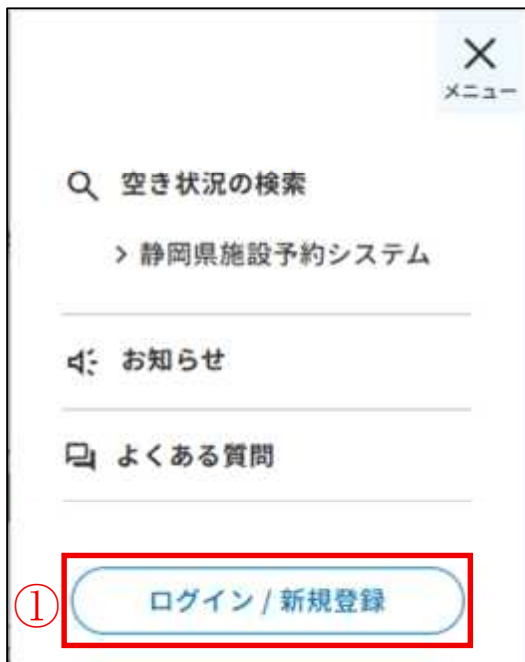 メニュー
空き状況の検索
> 静岡県施設予約システム
お知らせ
よくある質問
① ログイン / 新規登録